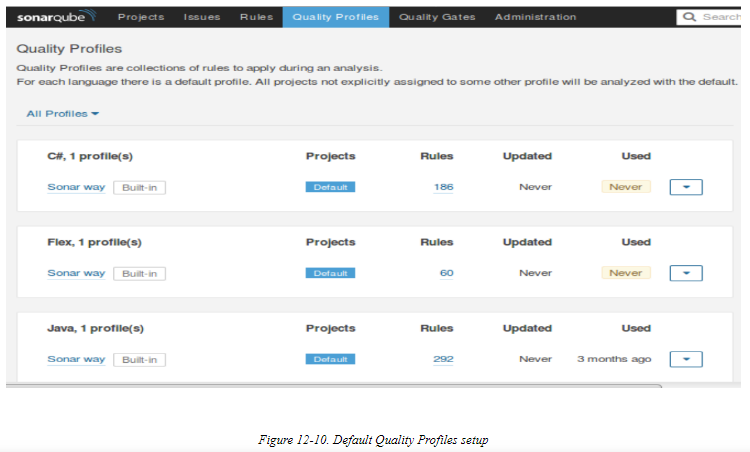 sonarqube Projects Issues Rules Quality Profiles Quality Gates Administration Search
Quality Profiles
Quality Profiles are collections of rules to apply during an analysis.
For each language there is a default profile. All projects not explicitly assigned to some other profile will be analyzed with the default.
All Profiles
C#, 1 profile(s) Projects Rules Updated Used
Sonar way Built-in Default 186 Never Never
Flex, 1 profile(s) Projects Rules Updated Used
Sonar way Built-in Default 60 Never Never
Java, 1 profile(s) Projects Rules Updated Used
Sonar way Built-in Default 292 Never 3 months ago
Figure 12-10. Default Quality Profiles setup